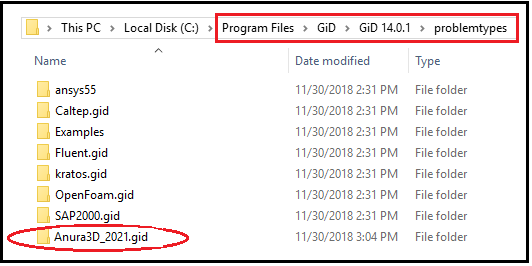 This PC > Local Disk (C:) > Program Files > GiD > GiD 14.0.1 > problemtypes
Name Date modified Type
ansys55 11/30/2018 2:31 PM File folder
Caltep.gid 11/30/2018 2:31 PM File folder
Examples 11/30/2018 2:31 PM File folder
Fluent.gid 11/30/2018 2:31 PM File folder
kratos.gid 11/30/2018 2:31 PM File folder
OpenFoam.gid 11/30/2018 2:31 PM File folder
SAP2000.gid 11/30/2018 2:31 PM File folder
Anura3D_2021.gid 11/30/2018 3:04 PM File folder